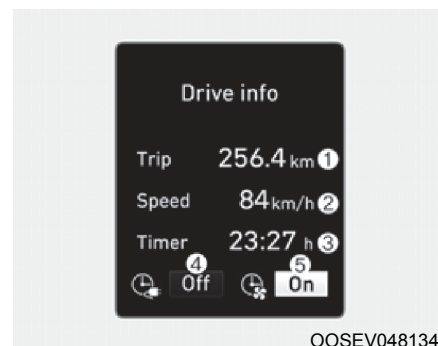 Drive info
Trip 256.4 km ①
Speed 84 km/h ②
Timer 23:27 h ③
④ ⑤
Off On
OOSEV048134